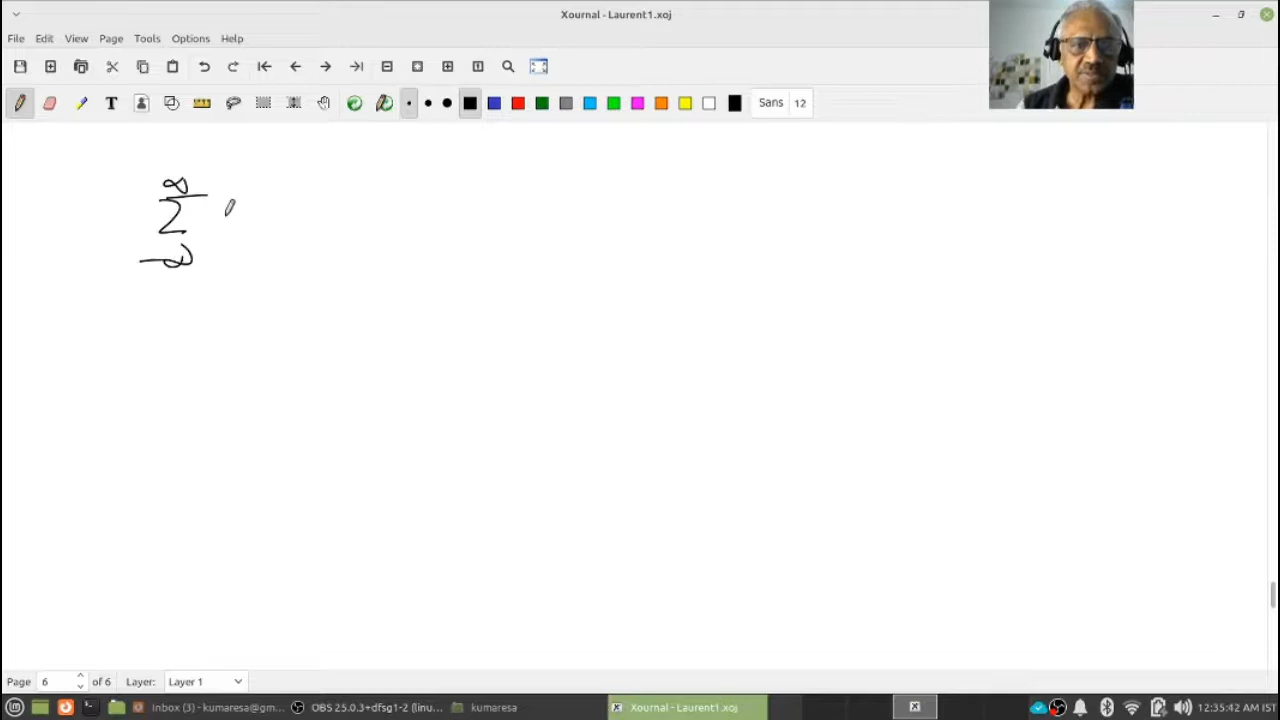 Xournal - Laurent1.xoj
File Edit View Page Tools Options Help
T Sans 12
∞
Σ
-∞
Page 6 of 6 Layer: Layer 1
Inbox (3) - kumaresa@gm... OBS 25.0.3+dfsg1-2 (linu... kumaresa Xournal - Laurent1.xoj 12:35:42 AM IST